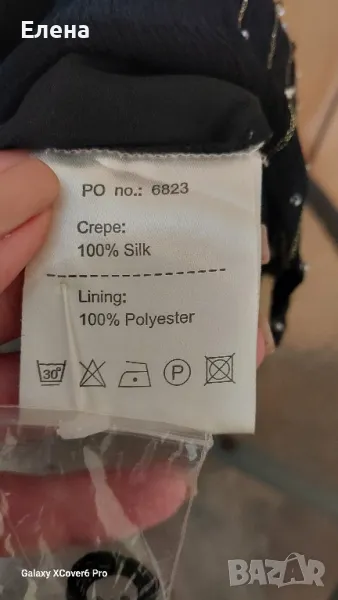 Елена
PO no.: 6823
Crepe:
100% Silk
Lining:
100% Polyester
30° P
Galaxy XCover6 Pro
BAZAR